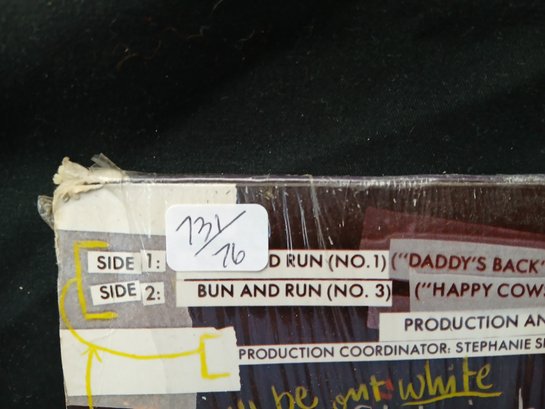 731/76
SIDE 1: D RUN (NO. 1) ("DADDY'S BACK"
SIDE 2: BUN AND RUN (NO. 3) ("HAPPY COW
PRODUCTION AN
PRODUCTION COORDINATOR: STEPHANIE S
be out white